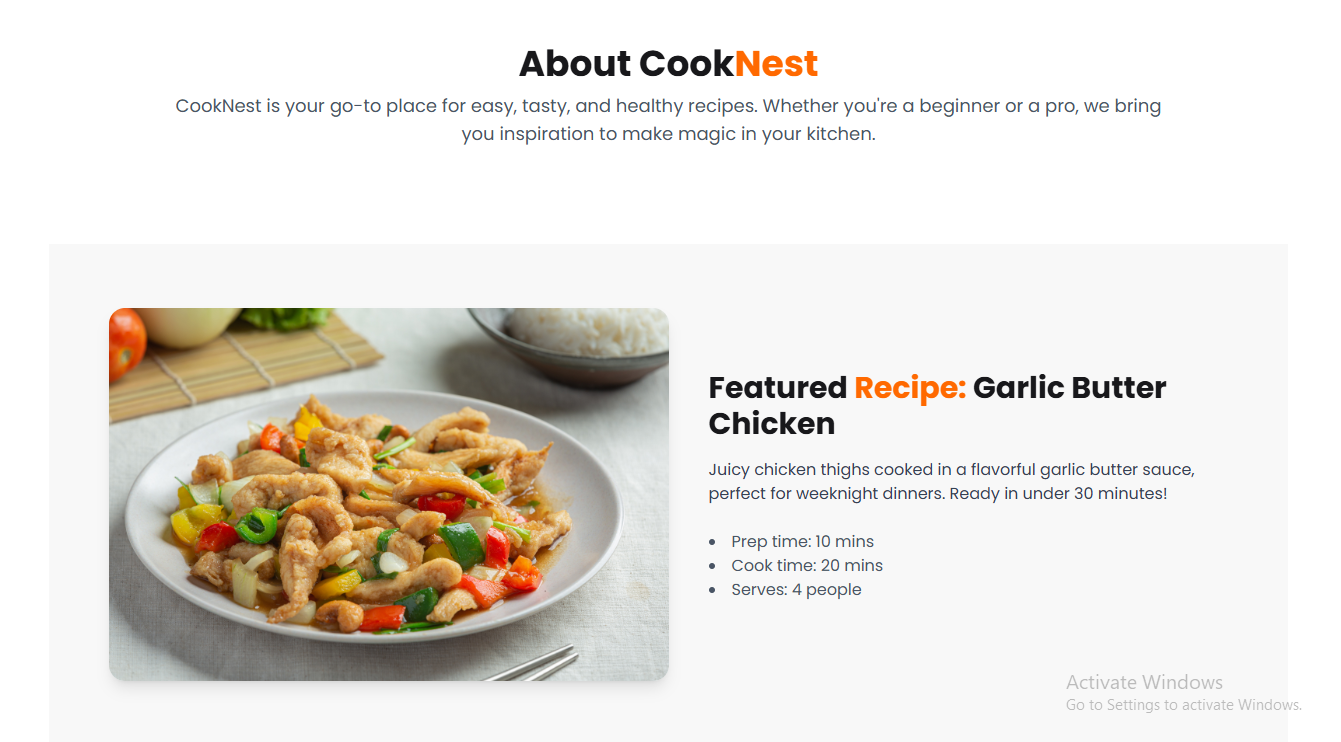 About CookNest
CookNest is your go-to place for easy, tasty, and healthy recipes. Whether you're a beginner or a pro, we bring
you inspiration to make magic in your kitchen.
Featured Recipe: Garlic Butter
Chicken
Juicy chicken thighs cooked in a flavorful garlic butter sauce,
perfect for weeknight dinners. Ready in under 30 minutes!
Prep time: 10 mins
Cook time: 20 mins
Serves: 4 people
Activate Windows
Go to Settings to activate Windows.